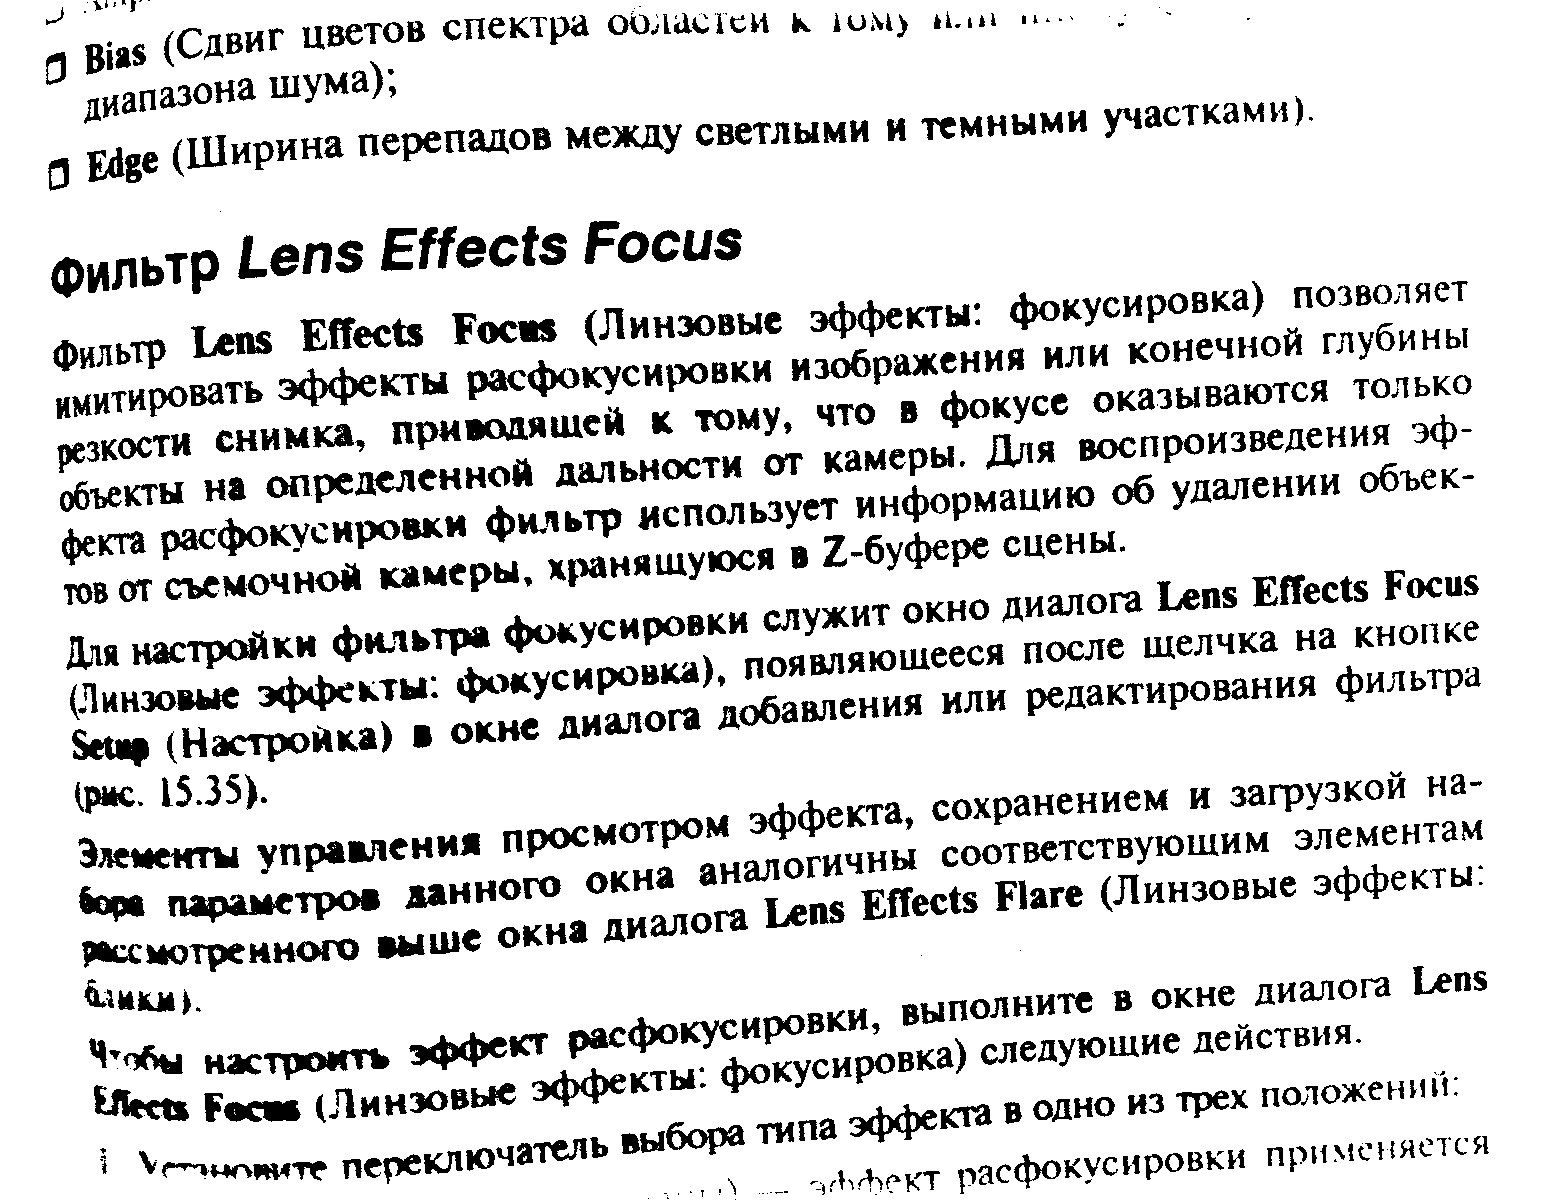 ❒ Bias (Сдвиг цветов спектра областей к тому или
диапазона шума);
❒ Edge (Ширина перепадов между светлыми и темными участками).
Фильтр Lens Effects Focus
Фильтр Lens Effects Focus (Линзовые эффекты: фокусировка) позволяет
имитировать эффекты расфокусировки изображения или конечной глубины
резкости снимка, приводящей к тому, что в фокусе оказываются только
объекты на определенной дальности от камеры. Для воспроизведения эф-
фекта расфокусировки фильтр использует информацию об удалении объек-
тов от съемочной камеры, хранящуюся в Z-буфере сцены.
Для настройки фильтра фокусировки служит окно диалога Lens Effects Focus
(Линзовые эффекты: фокусировка), появляющееся после щелчка на кнопке
Setup (Настройка) в окне диалога добавления или редактирования фильтра
(рис. 15.35).
Элементы управления просмотром эффекта, сохранением и загрузкой на-
бора параметров данного окна аналогичны соответствующим элементам
рассмотренного выше окна диалога Lens Effects Flare (Линзовые эффекты:
блики).
Чтобы настроить эффект расфокусировки, выполните в окне диалога Lens
Effects Focus (Линзовые эффекты: фокусировка) следующие действия.
Установите переключатель выбора типа эффекта в одно из трех положений:
— эффект расфокусировки применяется